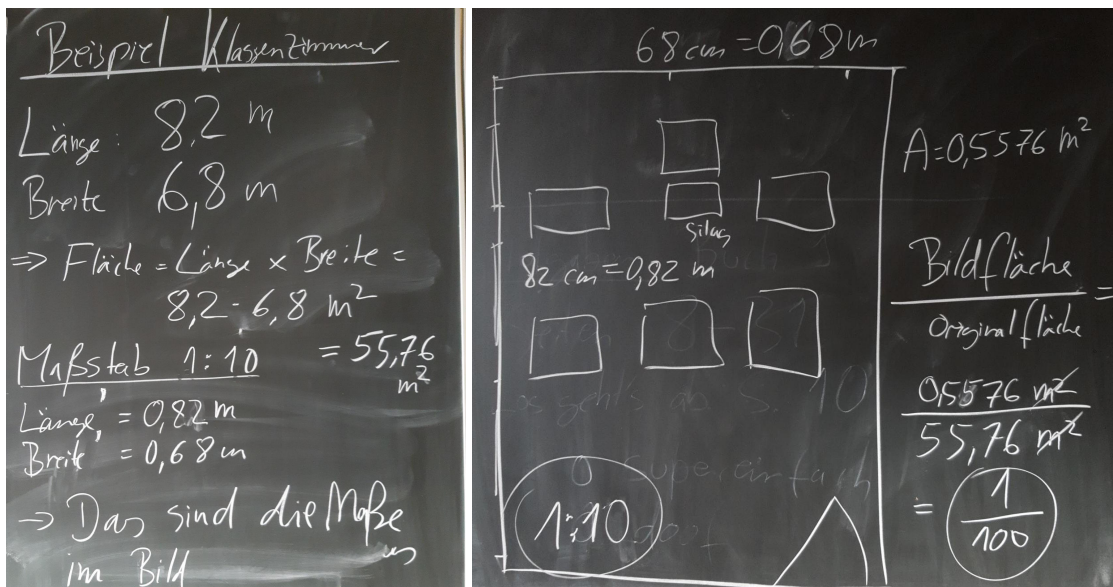 Beispiel Klassenzimmer
Länge: 8,2 m
Breite 6,8 m
=> Fläche = Länge × Breite =
8,2 · 6,8 m²
= 55,76
m²
Maßstab 1:10
Länge = 0,82 m
Breite = 0,68 m
→ Das sind die Maße
im Bild
68 cm = 0,68 m
Silas
82 cm = 0,82 m
1:10
A = 0,5576 m²
Bildfläche
Originalfläche
=
0,5576 m²
55,76 m²
= 1
100